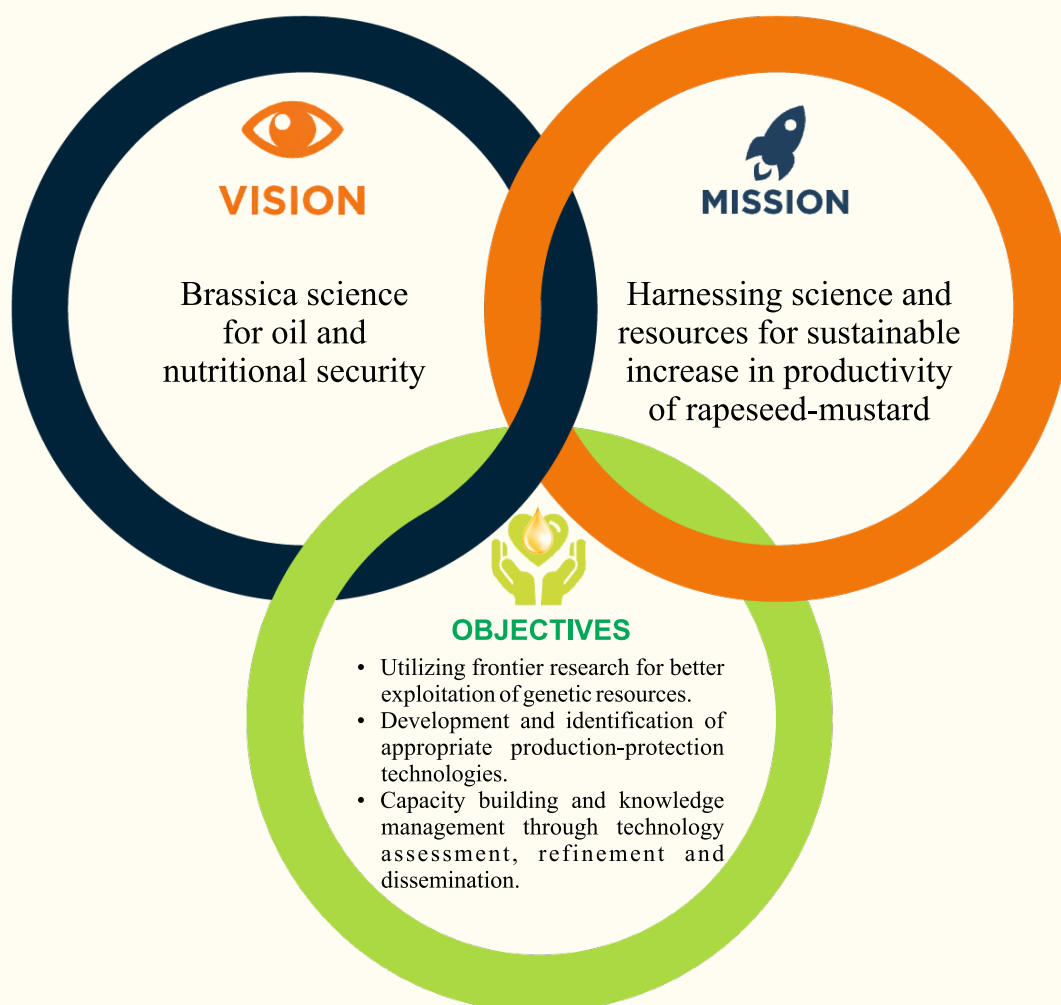 VISION
Brassica science
for oil and
nutritional security
MISSION
Harnessing science and
resources for sustainable
increase in productivity
of rapeseed-mustard
OBJECTIVES
• Utilizing frontier research for better
exploitation of genetic resources.
• Development and identification of
appropriate production-protection
technologies.
• Capacity building and knowledge
management through technology
assessment, refinement and
dissemination.